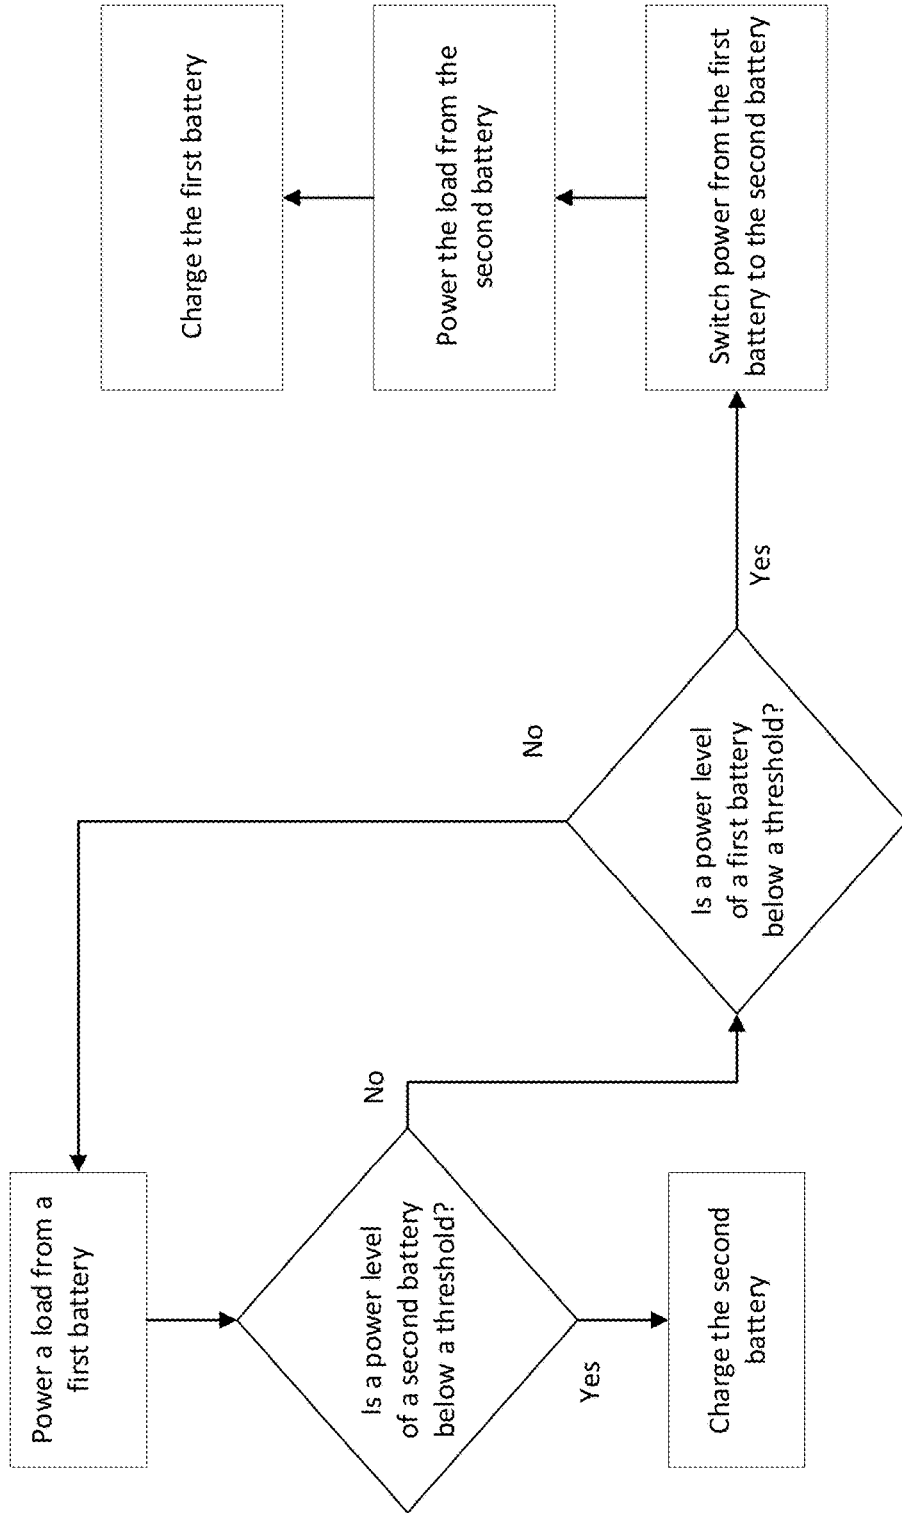 Power a load from a
first battery
Is a power level
of a second battery
below a threshold?
Yes
Charge the second
battery
No
Is a power level
of a first battery
below a threshold?
No
Yes
Switch power from the first
battery to the second battery
Power the load from the
second battery
Charge the first battery